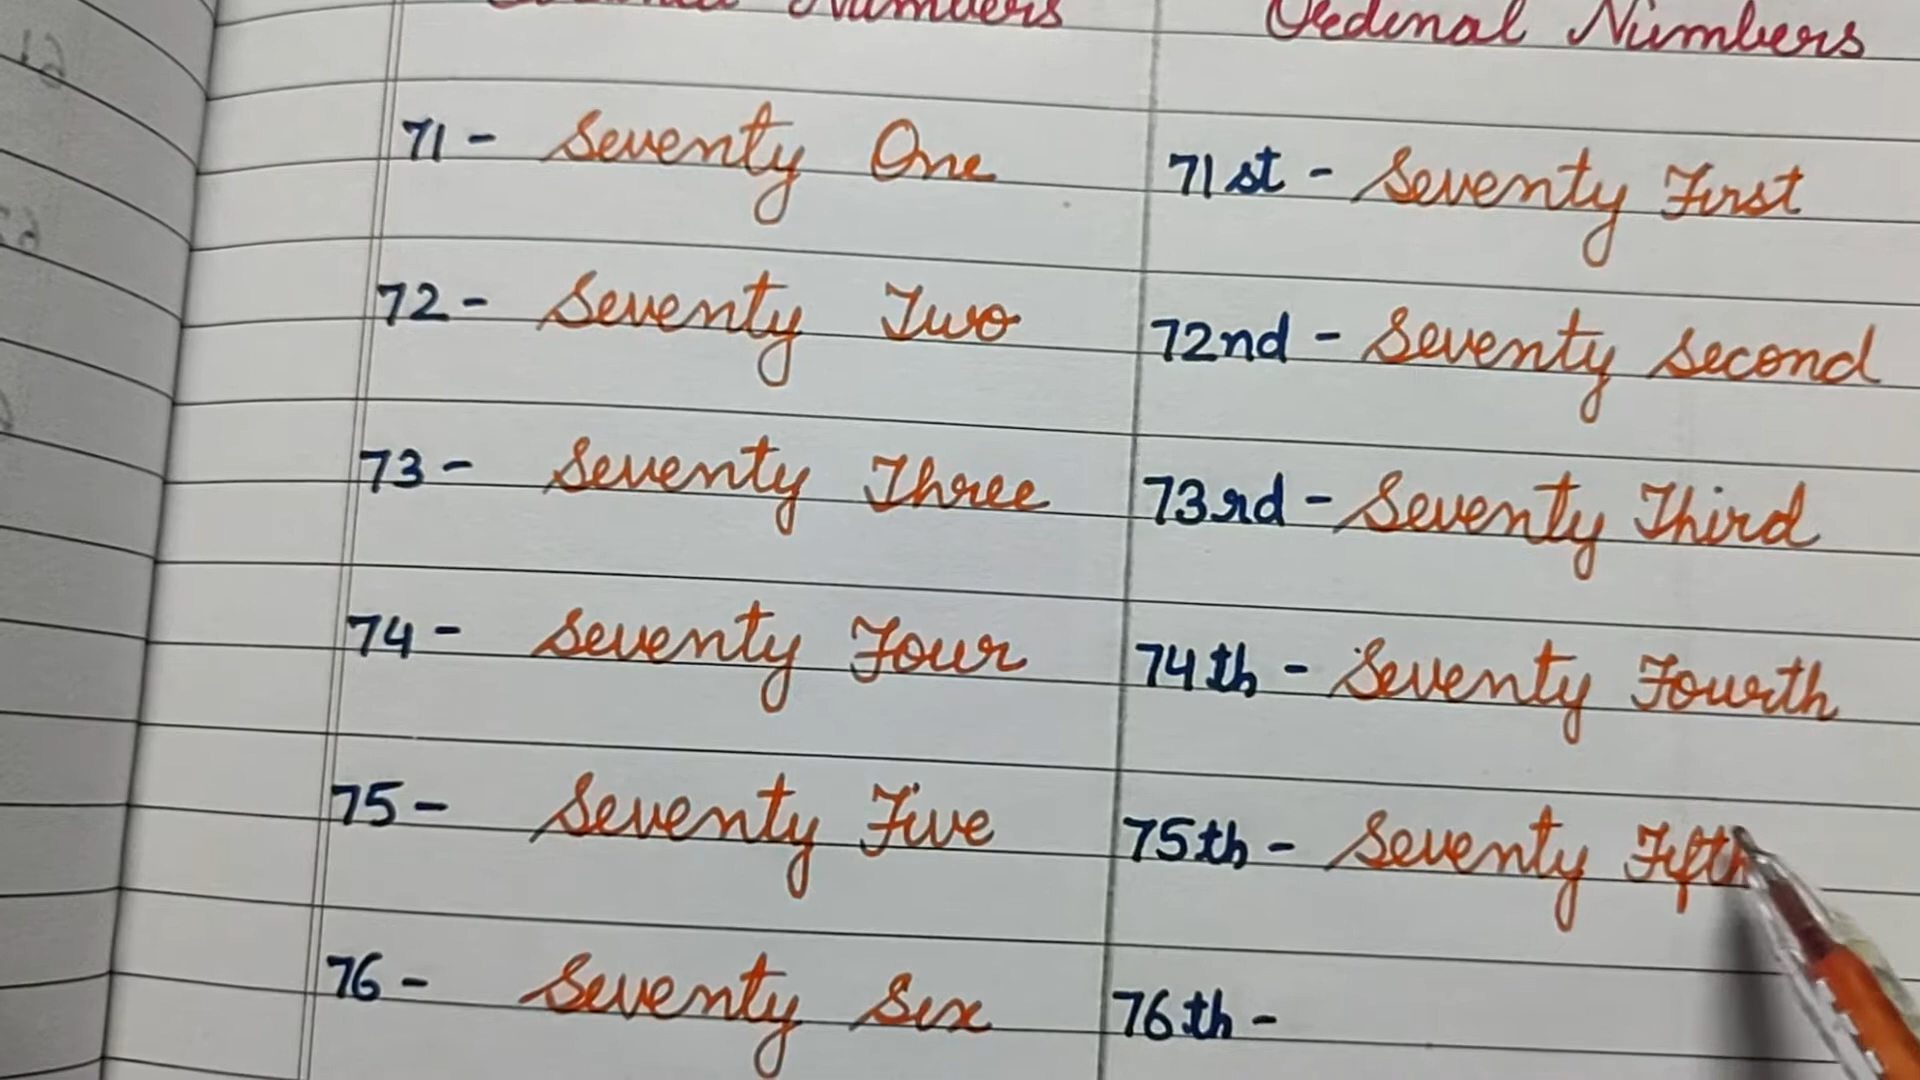 Numbers Ordinal Numbers
71 - Seventy One 71st - Seventy First
72 - Seventy Two 72nd - Seventy Second
73 - Seventy Three 73rd - Seventy Third
74 - Seventy Four 74th - Seventy Fourth
75 - Seventy Five 75th - Seventy Fifth
76 - Seventy Six 76th -